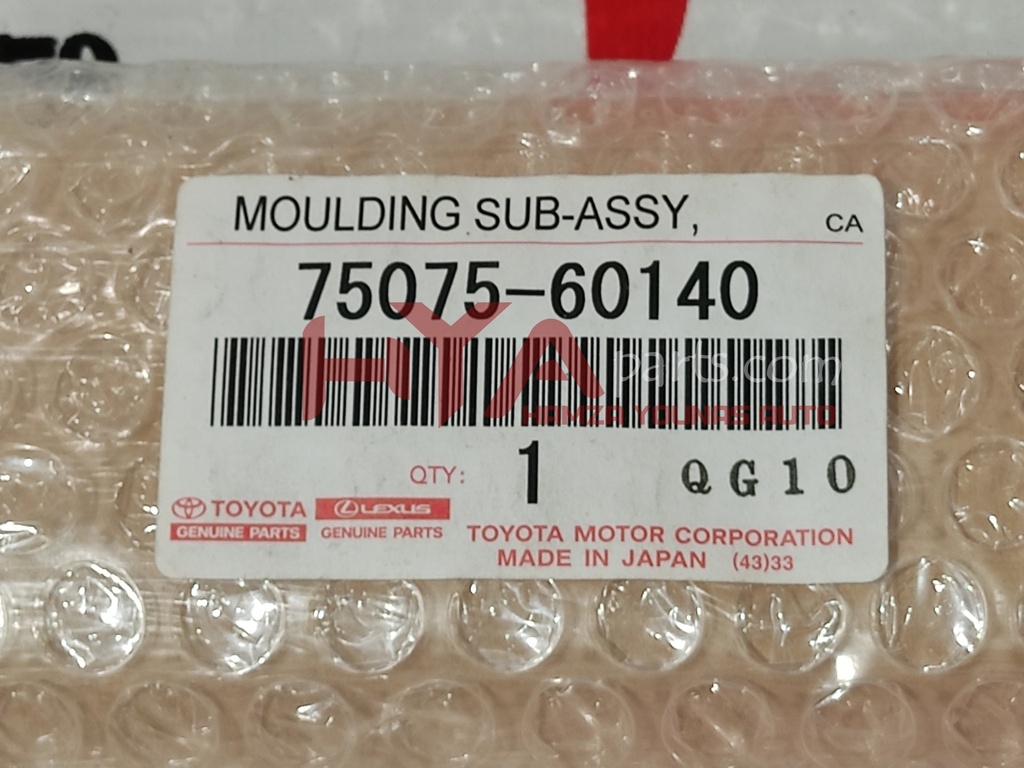 MOULDING SUB-ASSY, CA
75075-60140
HYA parts.com
HAMZA YOUNAS AUTO
QTY: 1 QG10
TOYOTA LEXUS
GENUINE PARTS GENUINE PARTS
TOYOTA MOTOR CORPORATION
MADE IN JAPAN (43)33